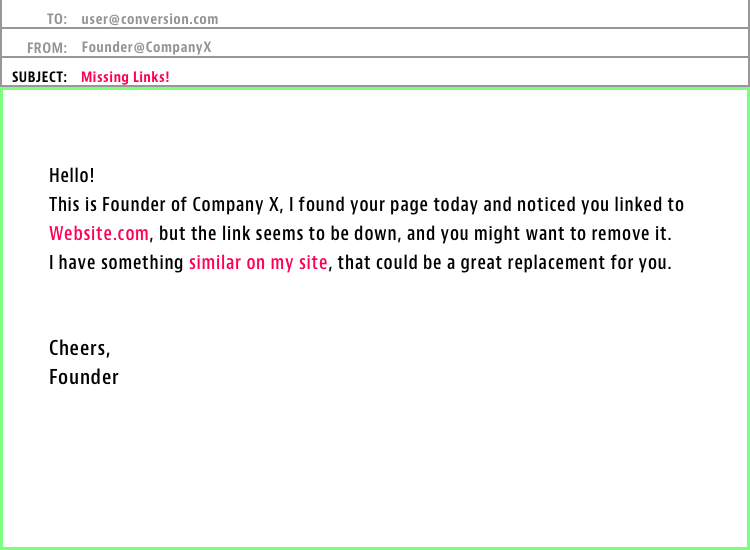 TO: user@conversion.com
FROM: Founder@CompanyX
SUBJECT: Missing Links!
Hello!
This is Founder of Company X, I found your page today and noticed you linked to
Website.com, but the link seems to be down, and you might want to remove it.
I have something similar on my site, that could be a great replacement for you.
Cheers,
Founder